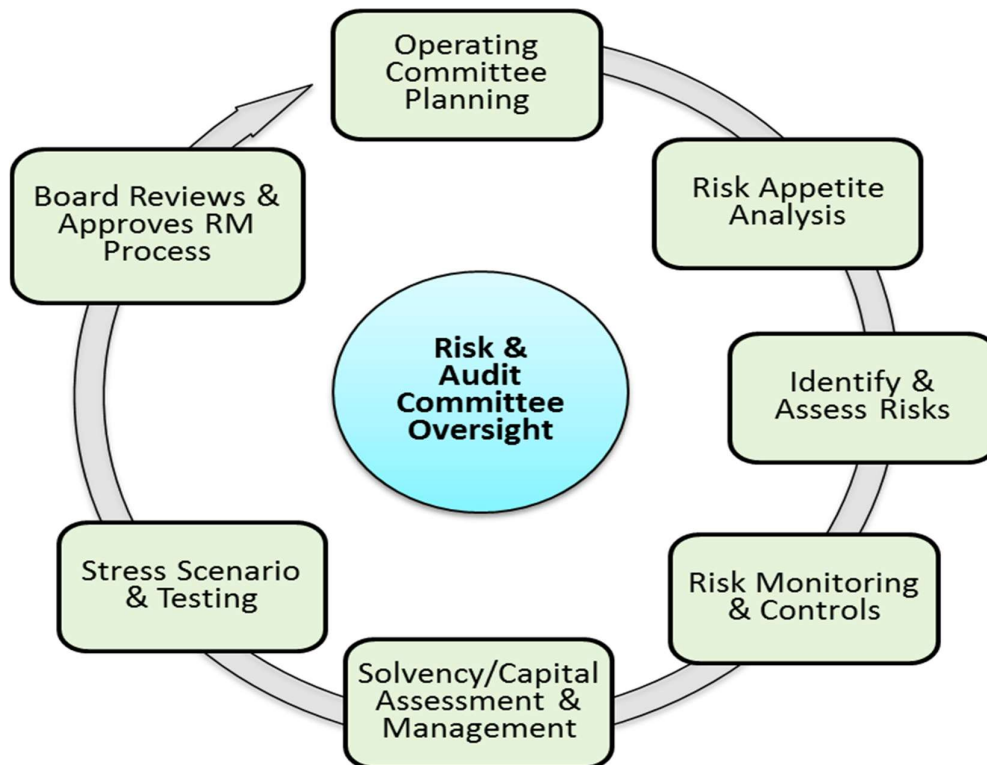 Operating
Committee
Planning
Risk Appetite
Analysis
Identify &
Assess Risks
Risk Monitoring
& Controls
Solvency/Capital
Assessment &
Management
Stress Scenario
& Testing
Board Reviews &
Approves RM
Process
Risk &
Audit
Committee
Oversight